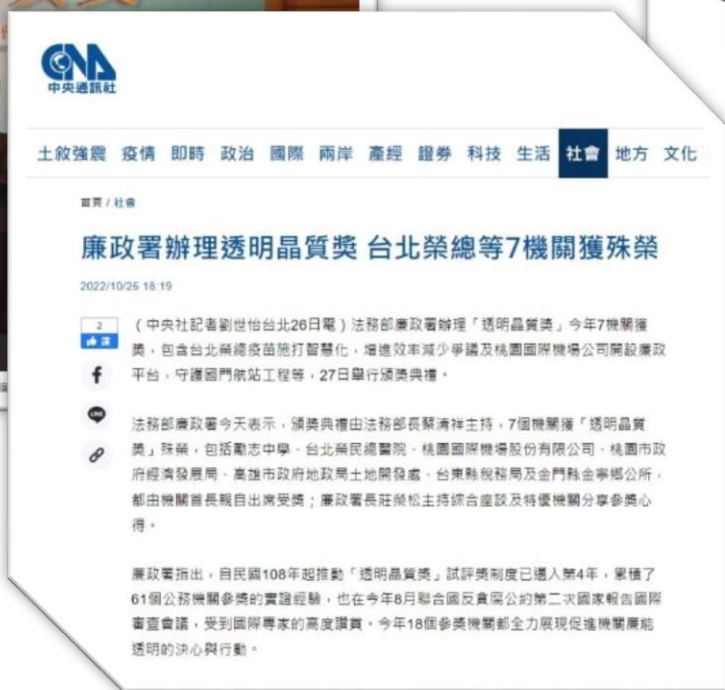 CNA
中央通訊社
土敘強震 疫情 即時 政治 國際 兩岸 產經 證券 科技 生活 社會 地方 文化
首頁 / 社會
廉政署辦理透明晶質獎 台北榮總等7機關獲殊榮
2022/10/26 18:19
2
讚
(中央社記者劉世怡台北26日電)法務部廉政署辦理「透明晶質獎」今年7機關獲
獎,包含台北榮總疫苗施打智慧化,增進效率減少爭議及桃園國際機場公司開設廉政
平台,守護國門航站工程等,27日舉行頒獎典禮。
LINE
法務部廉政署今天表示,頒獎典禮由法務部長蔡清祥主持,7個機關獲「透明晶質
獎」殊榮,包括勵志中學、台北榮民總醫院、桃園國際機場股份有限公司、桃園市政
府經濟發展局、高雄市政府地政局土地開發處、台東縣稅務局及金門縣金寧鄉公所,
都由機關首長親自出席受獎;廉政署長莊榮松主持綜合座談及特優機關分享參獎心
得。
廉政署指出,自民國108年起推動「透明晶質獎」試評獎制度已邁入第4年,累積了
61個公務機關參獎的實證經驗,也在今年8月聯合國反貪腐公約第二次國家報告國際
審查會議,受到國際專家的高度讚賞。今年18個參獎機關都全力展現促進機關廉能
透明的決心與行動。